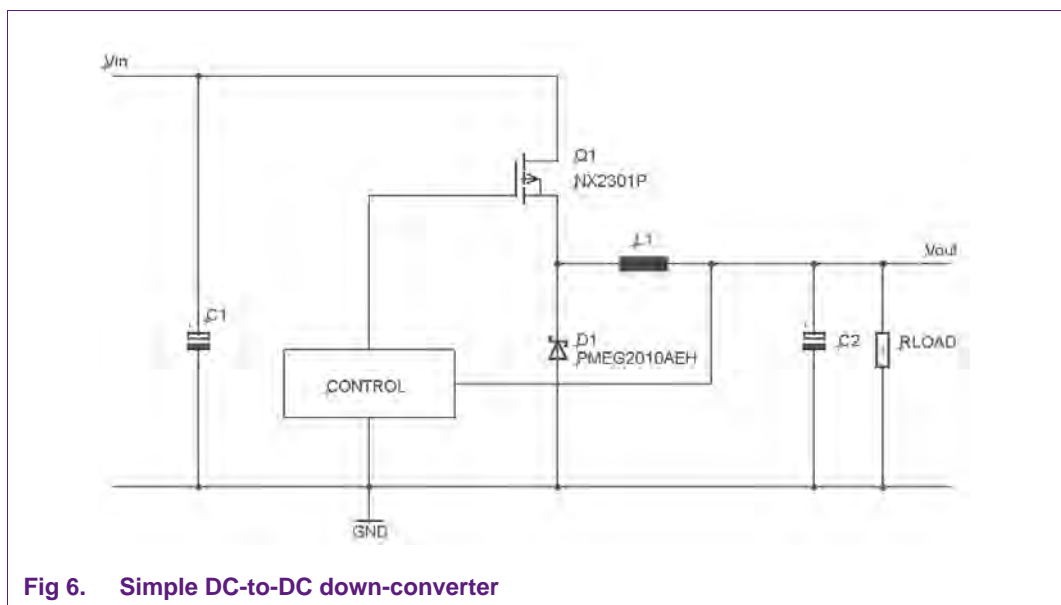 Vin
Q1
NX2301P
L1
Vout
C1
D1
PMEG2010AEH
C2
RLOAD
CONTROL
GND
Fig 6. Simple DC-to-DC down-converter